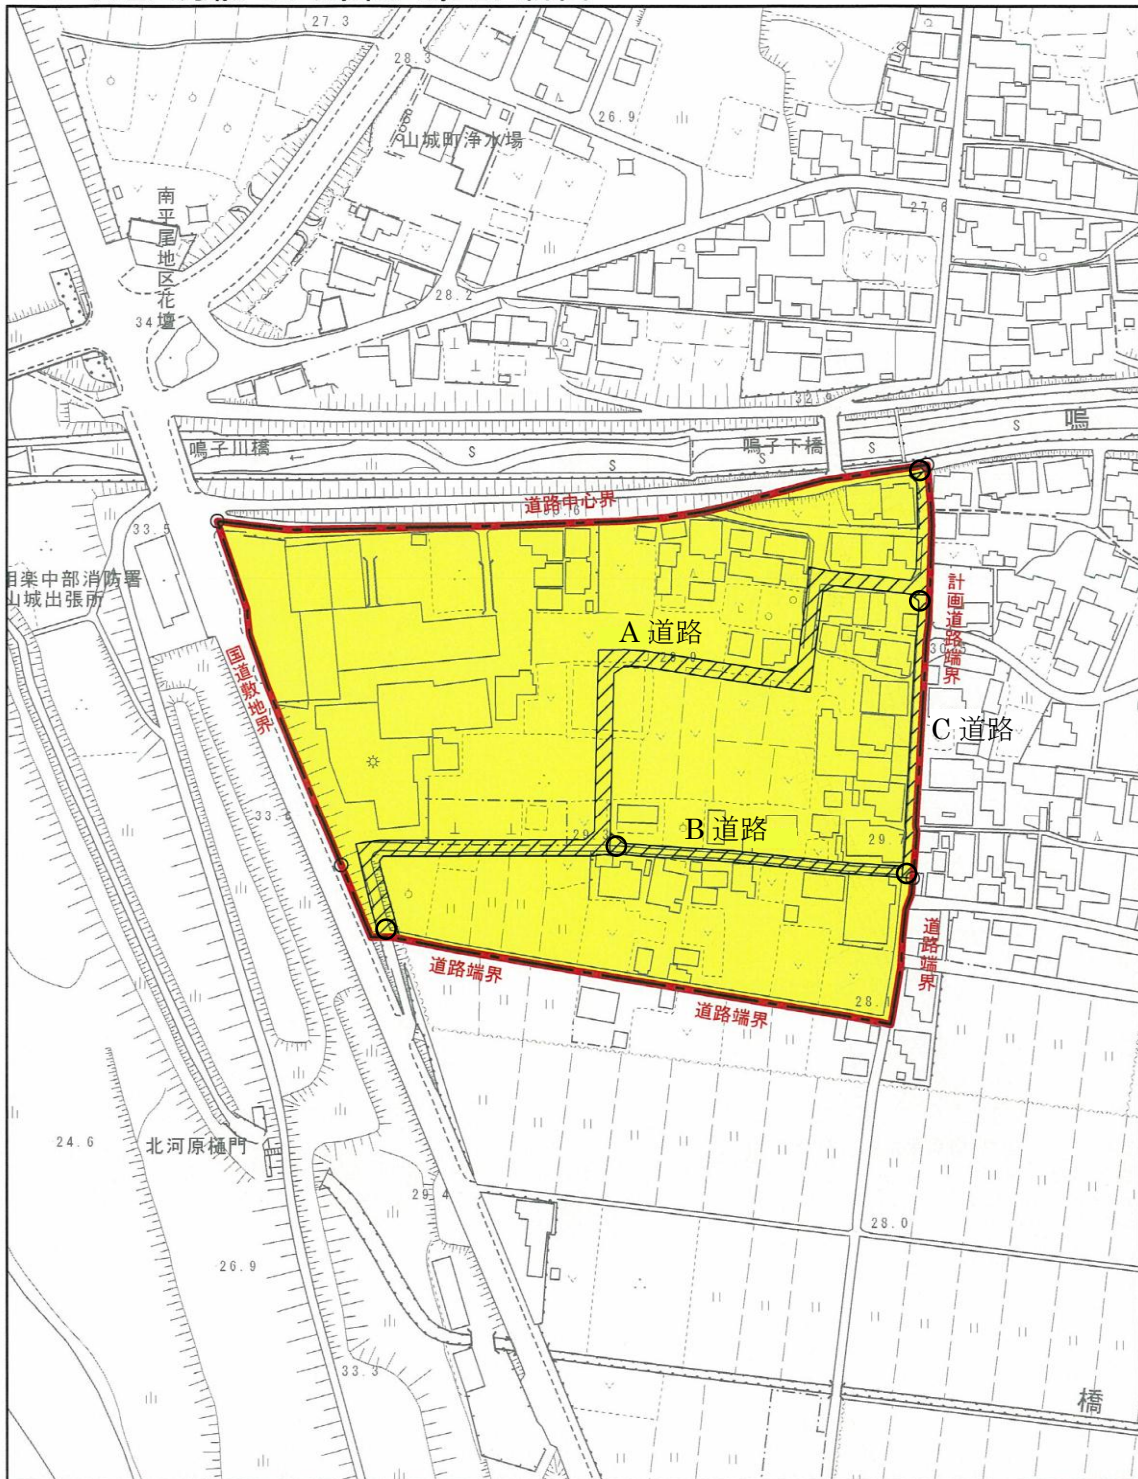 27.3
28.3
山城町浄水場
26.9
南平尾地区花壇
27.6
28.2
34
32.9
鳴
鳴子川橋
←
S
S
鳴子下橋
S
S
道路中心界
33.5
相楽中部消防署
山城出張所
計画道路端界
A 道路
国道敷地界
C 道路
B 道路
29.7
道路端界
道路端界
道路端界
28.1
24.6
北河原樋門
29.4
28.0
26.9
33.3
橋